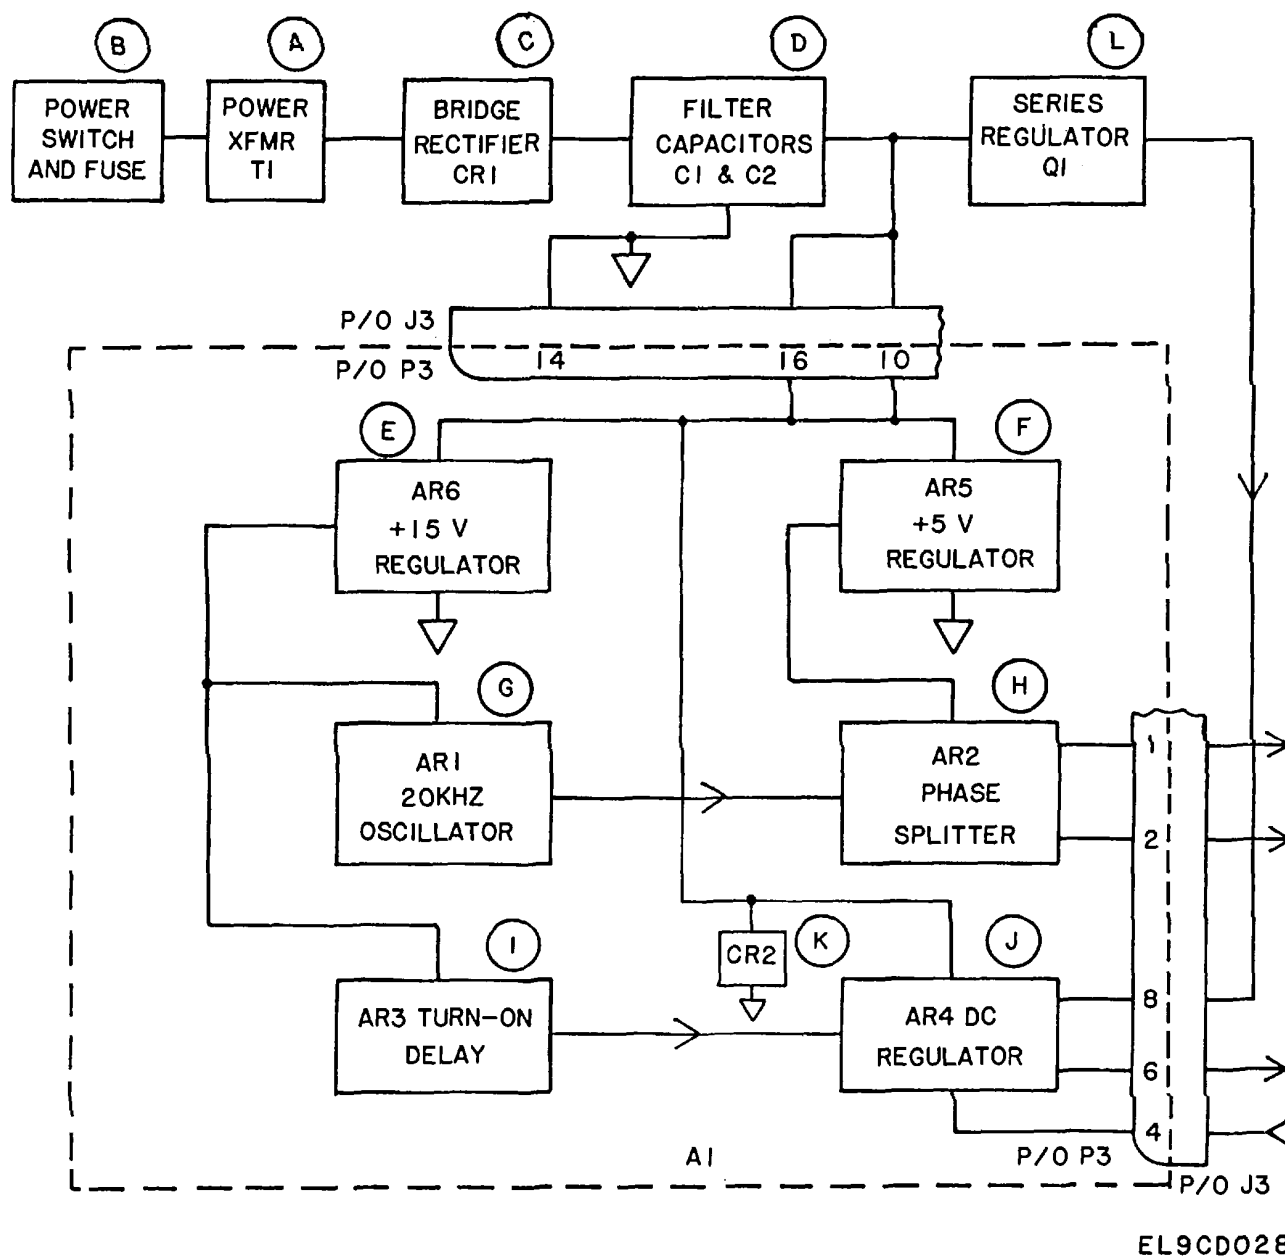 B
A
C
D
L
POWER
SWITCH
AND FUSE
POWER
XFMR
T1
BRIDGE
RECTIFIER
CR1
FILTER
CAPACITORS
C1 & C2
SERIES
REGULATOR
Q1
P/O J3
P/O P3
14
16
10
E
F
AR6
+15 V
REGULATOR
AR5
+5 V
REGULATOR
G
H
AR1
20KHZ
OSCILLATOR
AR2
PHASE
SPLITTER
1
2
I
K
J
CR2
AR3 TURN-ON
DELAY
AR4 DC
REGULATOR
8
6
4
A1
P/O P3
P/O J3
EL9CD028